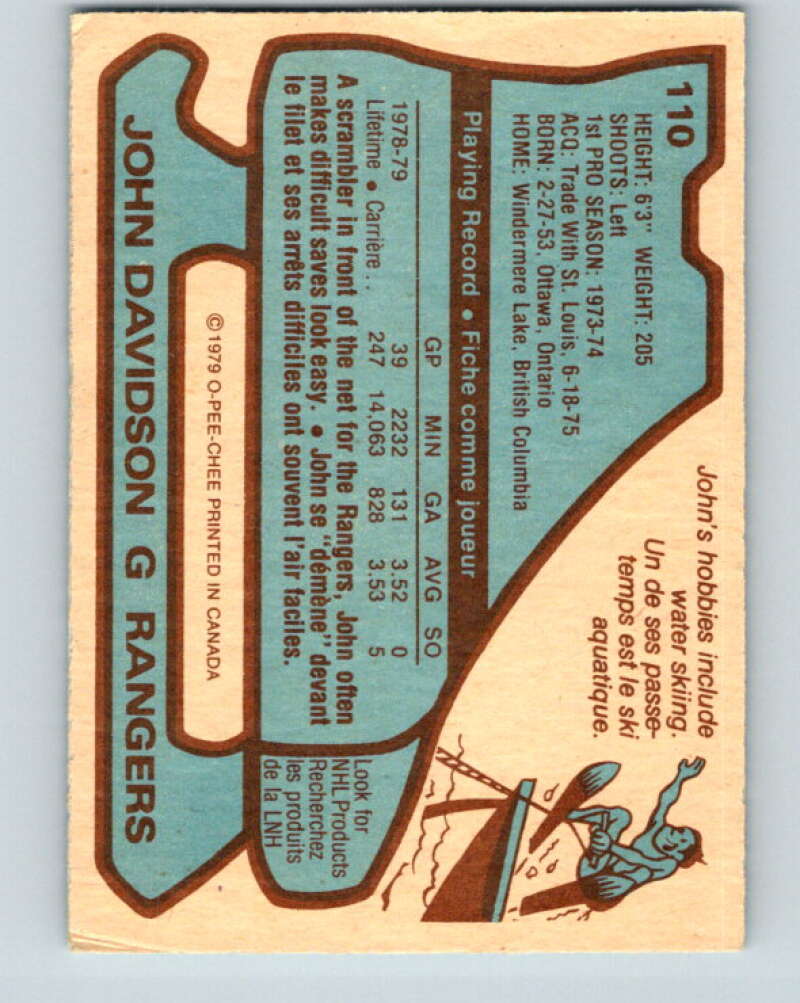 110
HEIGHT: 6'3" WEIGHT: 205
SHOOTS: Left
1st PRO SEASON: 1973-74
ACQ: Trade With St. Louis, 6-18-75
BORN: 2-27-53, Ottawa, Ontario
HOME: Windermere Lake, British Columbia
John's hobbies include
water skiing.
Un de ses passe-
temps est le ski
aquatique.
Playing Record • Fiche comme joueur
GP MIN GA AVG SO
1978-79 39 2232 131 3.52 0
Lifetime • Carrière . . 247 14,063 828 3.53 5
A scrambler in front of the net for the Rangers, John often
makes difficult saves look easy. • John se "démène" devant
le filet et ses arrêts difficiles ont souvent l'air faciles.
Look for
NHL Products
Recherchez
les produits
de la LNH
©1979 O-PEE-CHEE PRINTED IN CANADA
JOHN DAVIDSON G RANGERS